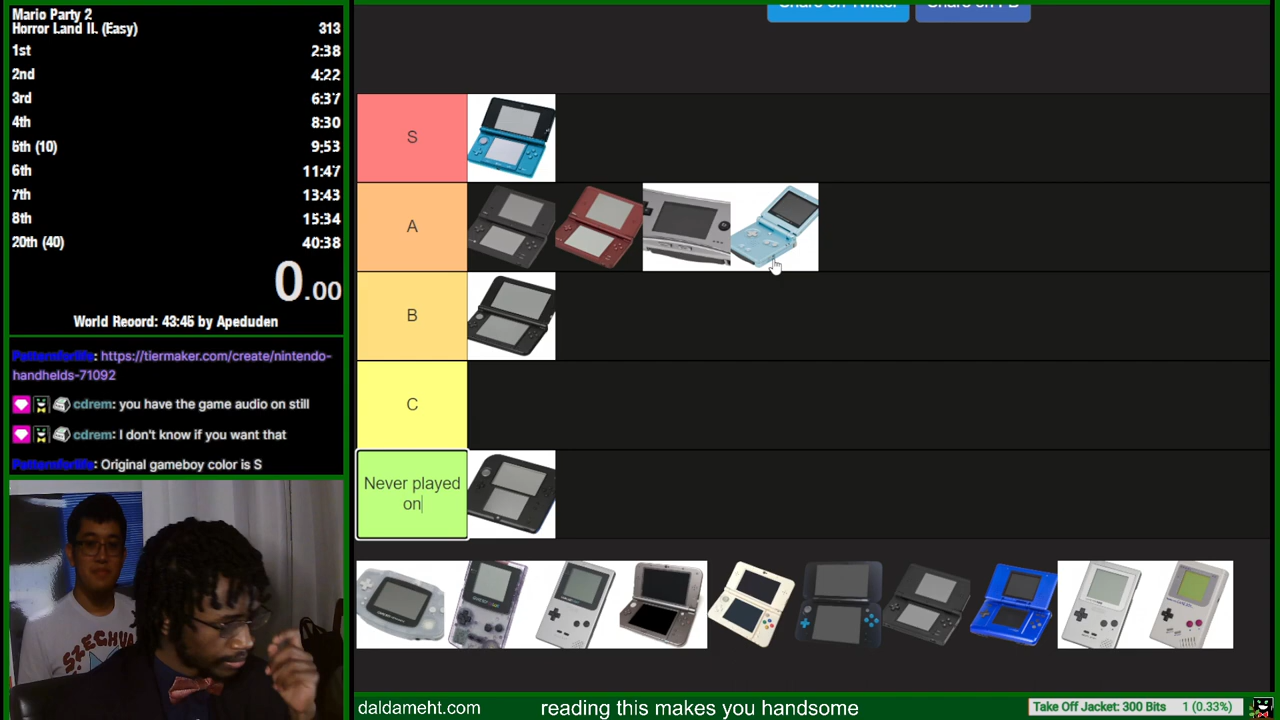 Mario Party 2
Horror Land II. (Easy) 313
1st 2:38
2nd 4:22
3rd 6:37
4th 8:30
5th (10) 9:53
6th 11:47
7th 13:43
8th 15:34
20th (40) 40:38
0.00
World Record: 43:45 by Apeduden
https://tiermaker.com/create/nintendo-
handhelds-71092
cdrem: you have the game audio on still
cdrem: I don't know if you want that
Original gameboy color is S
S
A
B
C
Never played
on
SZECHUA
daldameht.com
reading this makes you handsome
Take Off Jacket: 300 Bits 1 (0.33%)